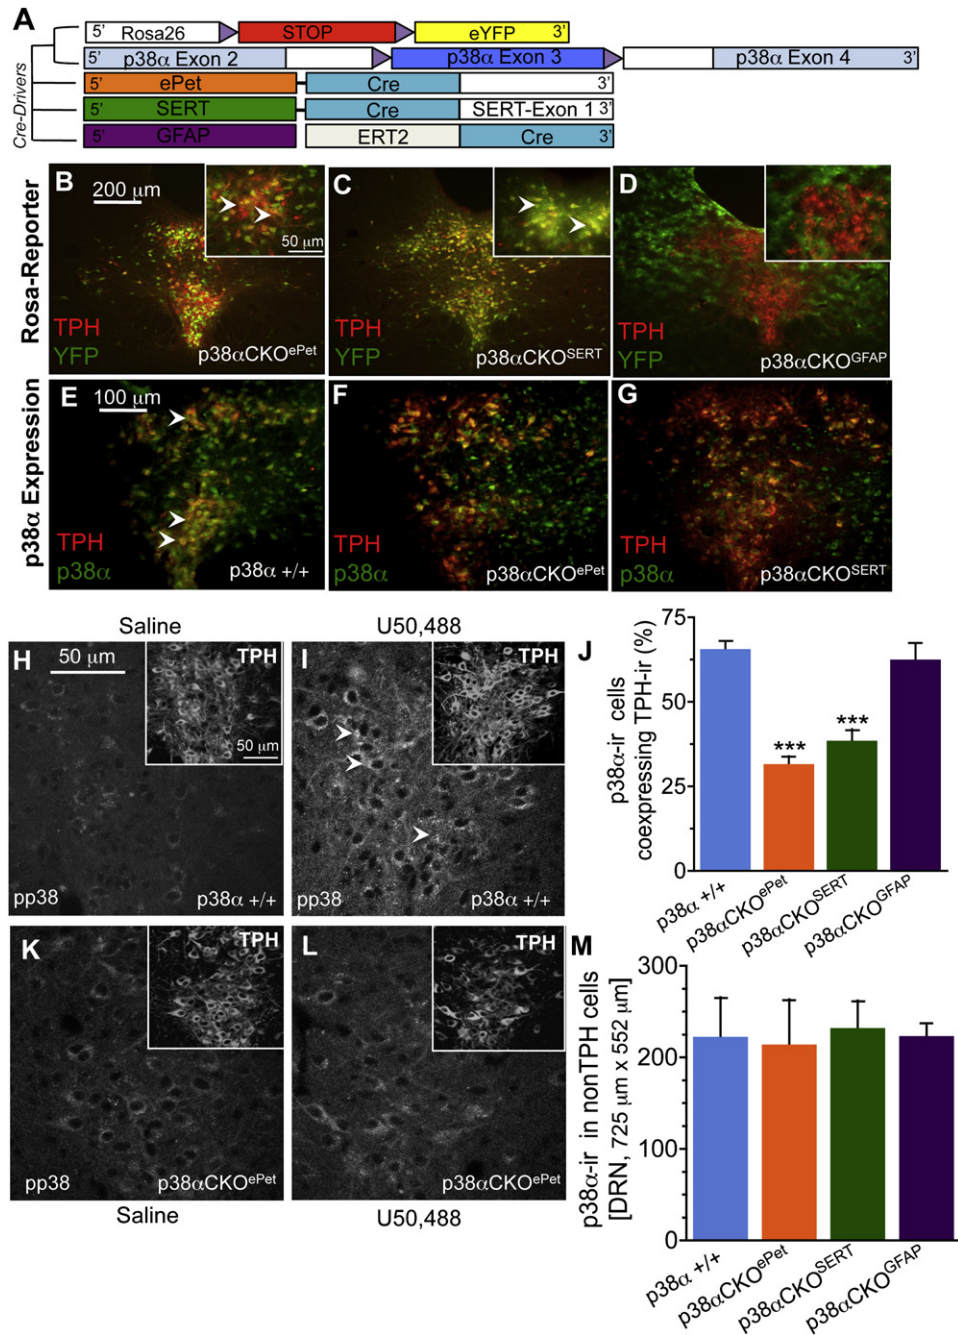 A
5' Rosa26 STOP eYFP 3'
5' p38α Exon 2 p38α Exon 3 p38α Exon 4 3'
5' ePet Cre 3'
5' SERT Cre SERT-Exon 1 3'
5' GFAP ERT2 Cre 3'
Cre-Drivers
Rosa-Reporter
B
200 μm
50 μm
TPH
YFP
p38αCKOePet
C
TPH
YFP
p38αCKOSERT
D
TPH
YFP
p38αCKOGFAP
p38α Expression
E
100 μm
TPH
p38α
p38α +/+
F
TPH
p38α
p38αCKOePet
G
TPH
p38α
p38αCKOSERT
Saline
U50,488
H
50 μm
TPH
50 μm
pp38
p38α +/+
I
TPH
pp38
p38α +/+
J
p38α-ir cells
coexpressing TPH-ir (%)
75
50
25
0
***
***
p38α +/+
p38αCKOePet
p38αCKOSERT
p38αCKOGFAP
K
TPH
pp38
p38αCKOePet
L
TPH
p38αCKOePet
Saline
U50,488
M
p38α-ir in nonTPH cells
[DRN, 725 μm x 552 μm]
300
200
100
0
p38α +/+
p38αCKOePet
p38αCKOSERT
p38αCKOGFAP